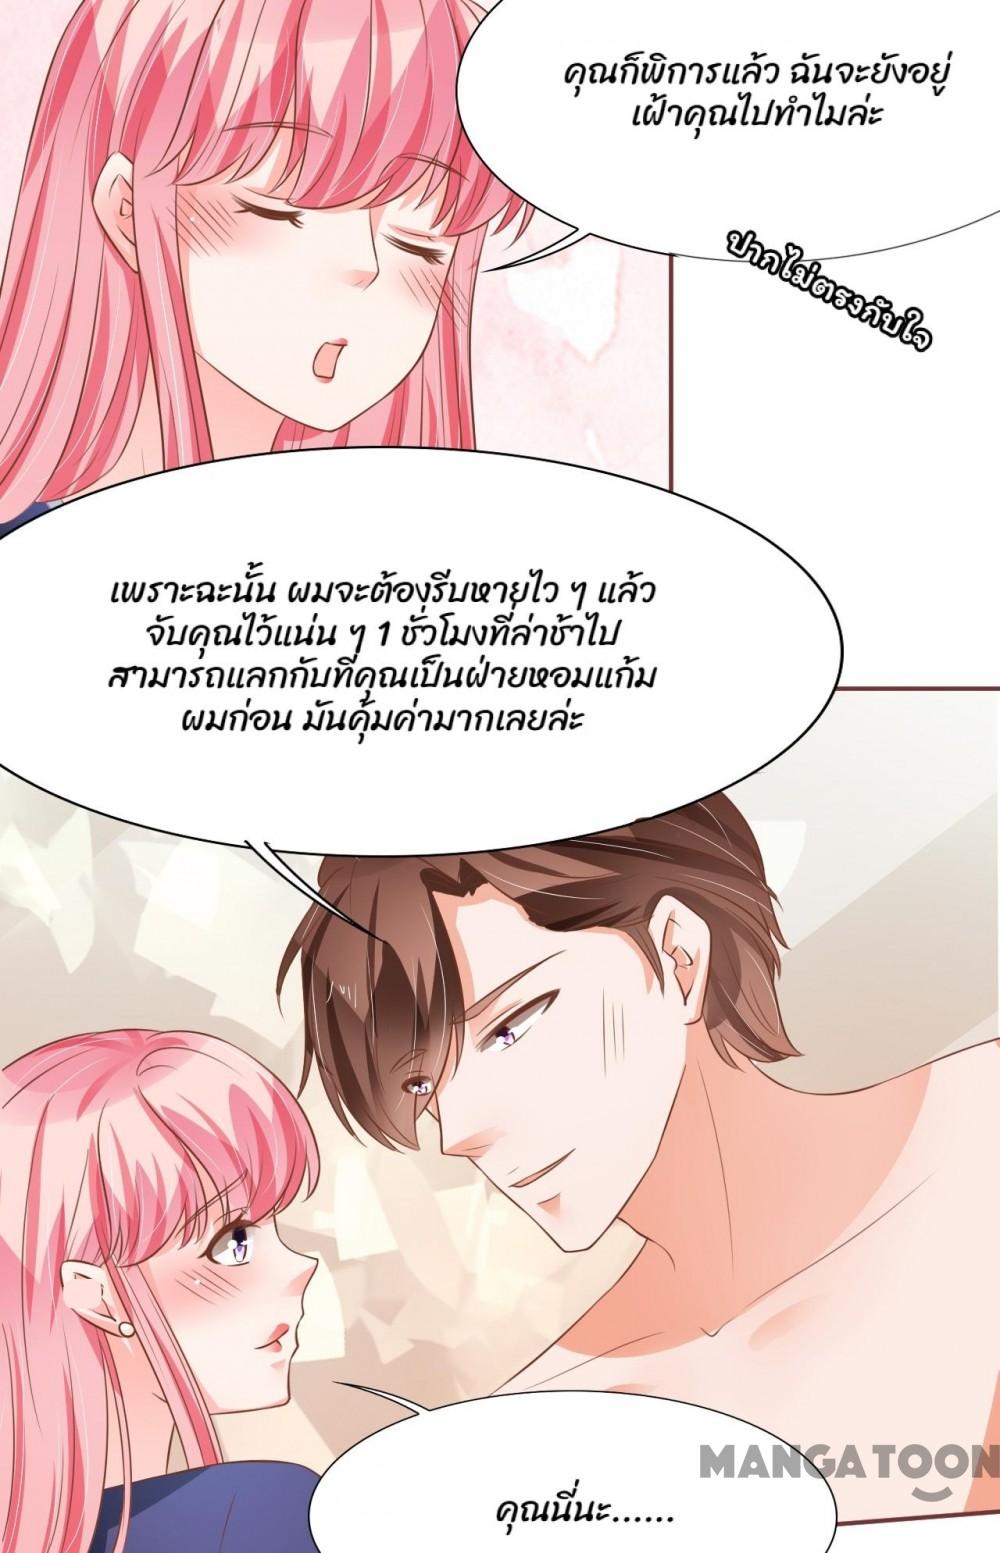 คุณก็พิการแล้ว ฉันจะยังอยู่
เฝ้าคุณไปทำไมล่ะ
ปากไม่ตรงกับใจ
เพราะฉะนั้น ผมจะต้องรีบหายไว ๆ แล้ว
จับคุณไว้แน่น ๆ 1 ชั่วโมงที่ล่าช้าไป
สามารถแลกกับที่คุณเป็นฝ่ายหอมแก้ม
ผมก่อน มันคุ้มค่ามากเลยล่ะ
คุณนี่นะ......
MANGATOON